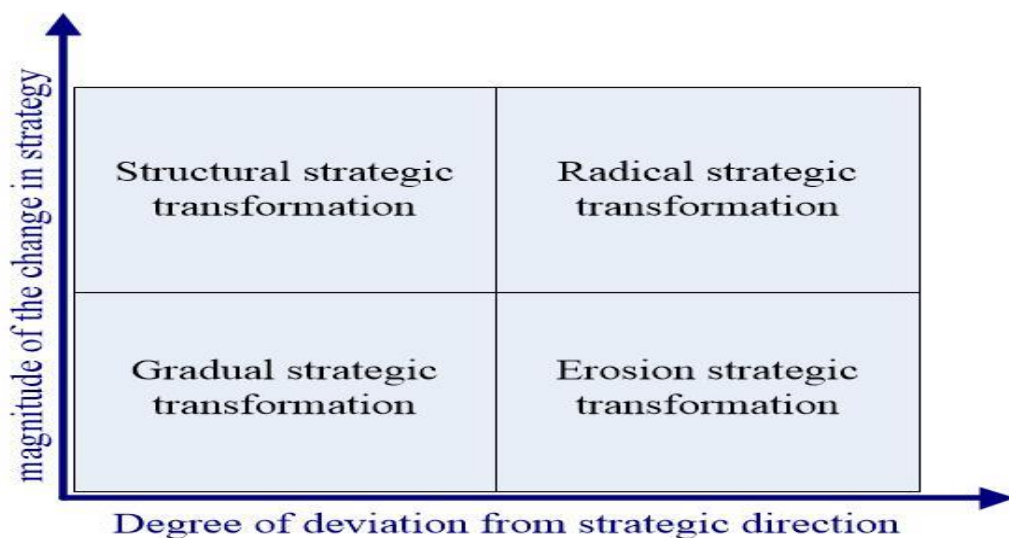 magnitude of the change in strategy
Structural strategic
transformation
Radical strategic
transformation
Gradual strategic
transformation
Erosion strategic
transformation
Degree of deviation from strategic direction